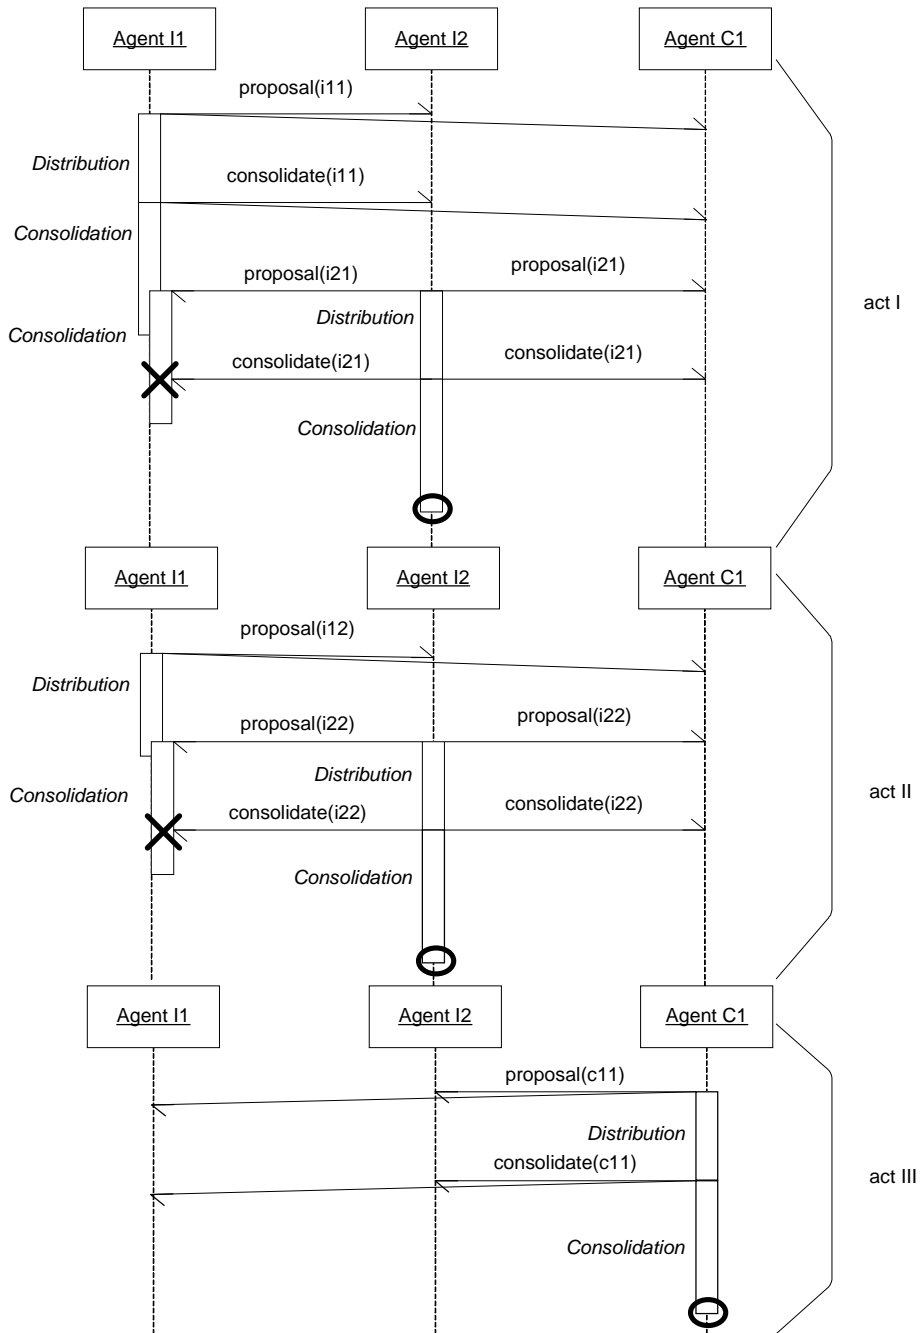 Agent I1
Agent I2
Agent C1
proposal(i11)
Distribution
consolidate(i11)
Consolidation
proposal(i21)
proposal(i21)
Distribution
act I
Consolidation
consolidate(i21)
consolidate(i21)
Consolidation
Agent I1
Agent I2
Agent C1
proposal(i12)
Distribution
proposal(i22)
proposal(i22)
Distribution
Consolidation
act II
consolidate(i22)
consolidate(i22)
Consolidation
Agent I1
Agent I2
Agent C1
proposal(c11)
Distribution
consolidate(c11)
act III
Consolidation